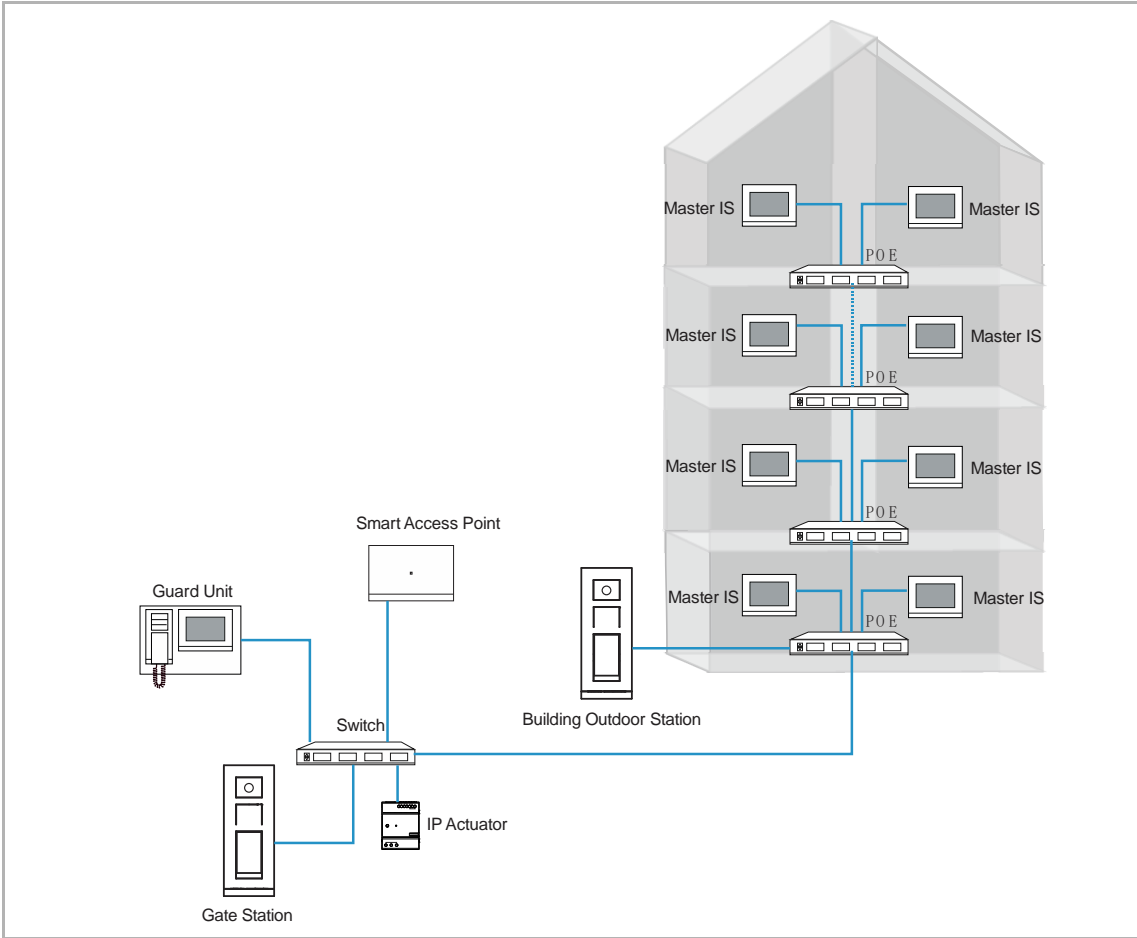 Master IS
Master IS
POE
Master IS
Master IS
POE
Master IS
Master IS
POE
Smart Access Point
Guard Unit
Master IS
Master IS
POE
Building Outdoor Station
Switch
IP Actuator
Gate Station